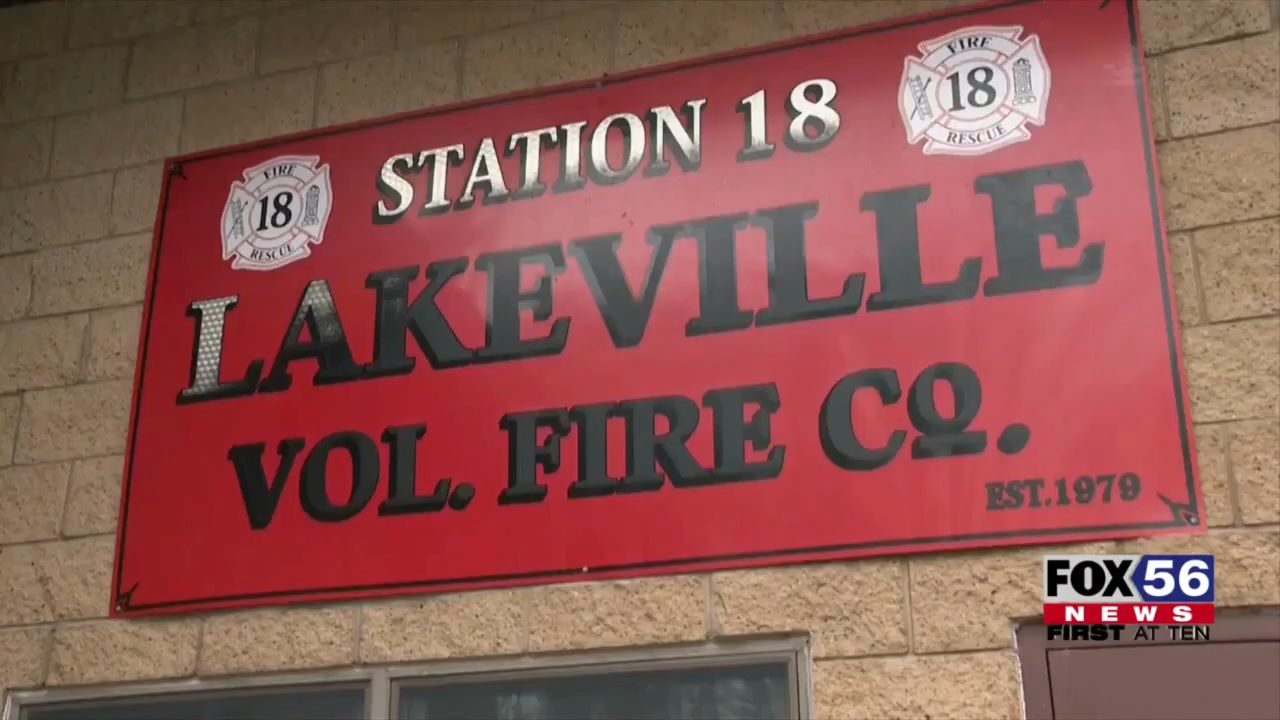 FIRE
18
RESCUE
STATION 18
FIRE
18
RESCUE
LAKEVILLE
VOL. FIRE CO.
EST. 1979
FOX 56
NEWS
FIRST AT TEN